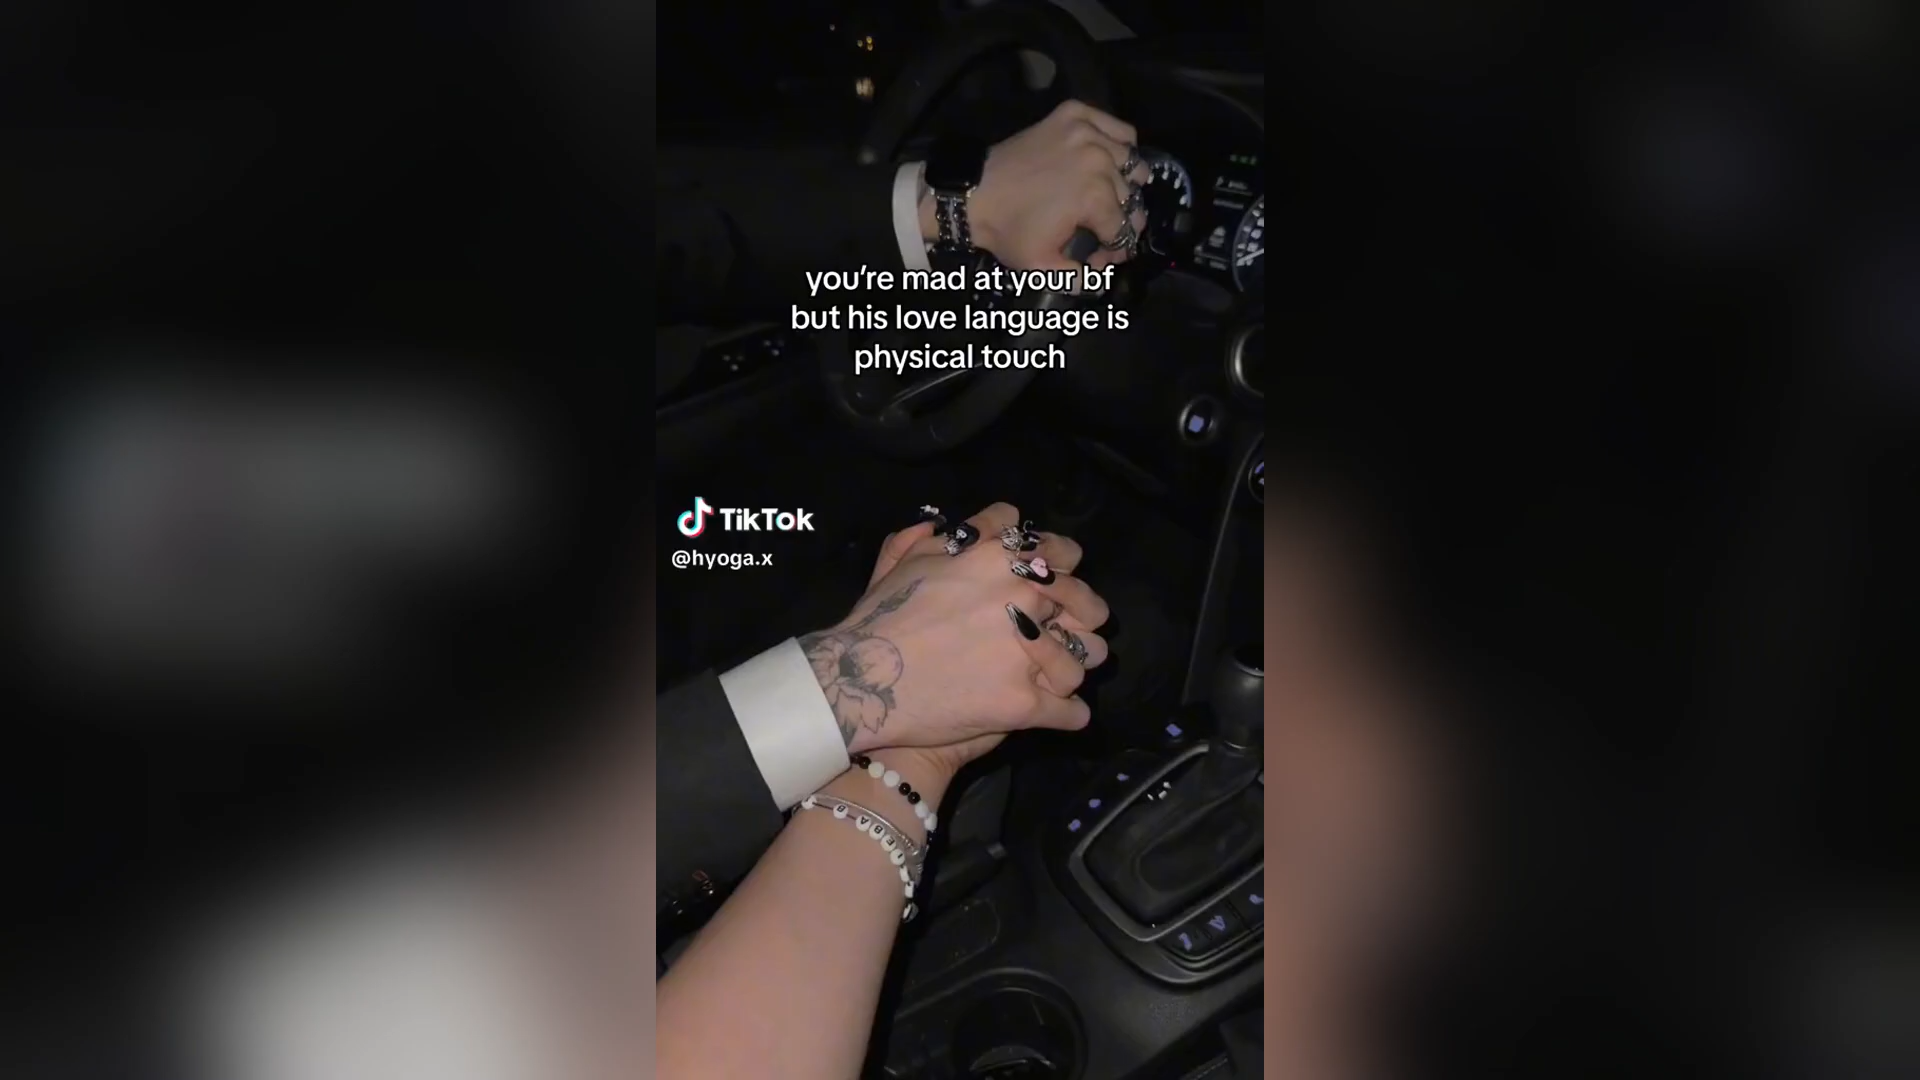 you’re mad at your bf
but his love language is
physical touch
TikTok
@hyoga.x